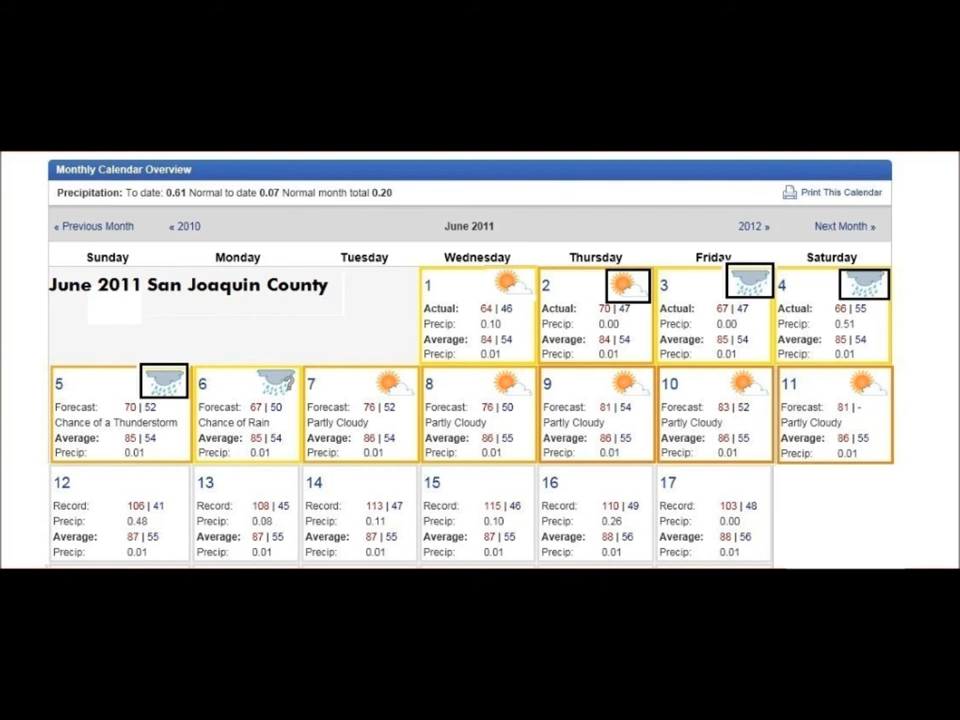 Monthly Calendar Overview
Precipitation: To date: 0.61 Normal to date 0.07 Normal month total 0.20 Print This Calendar
« Previous Month « 2010 June 2011 2012 » Next Month »
Sunday Monday Tuesday Wednesday Thursday Friday Saturday
June 2011 San Joaquin County
1 2 3 4
Actual: 64 | 46 Actual: 70 | 47 Actual: 67 | 47 Actual: 66 | 55
Precip: 0.10 Precip: 0.00 Precip: 0.00 Precip: 0.51
Average: 84 | 54 Average: 84 | 54 Average: 85 | 54 Average: 85 | 54
Precip: 0.01 Precip: 0.01 Precip: 0.01 Precip: 0.01
5 6 7 8 9 10 11
Forecast: 70 | 52 Forecast: 67 | 50 Forecast: 76 | 52 Forecast: 76 | 50 Forecast: 81 | 54 Forecast: 83 | 52 Forecast: 81 | -
Chance of a Thunderstorm Chance of Rain Partly Cloudy Partly Cloudy Partly Cloudy Partly Cloudy Partly Cloudy
Average: 85 | 54 Average: 85 | 54 Average: 86 | 54 Average: 86 | 55 Average: 86 | 55 Average: 86 | 55 Average: 86 | 55
Precip: 0.01 Precip: 0.01 Precip: 0.01 Precip: 0.01 Precip: 0.01 Precip: 0.01 Precip: 0.01
12 13 14 15 16 17
Record: 106 | 41 Record: 108 | 45 Record: 113 | 47 Record: 115 | 46 Record: 110 | 49 Record: 103 | 48
Precip: 0.48 Precip: 0.08 Precip: 0.11 Precip: 0.10 Precip: 0.26 Precip: 0.00
Average: 87 | 55 Average: 87 | 55 Average: 87 | 55 Average: 87 | 55 Average: 88 | 56 Average: 88 | 56
Precip: 0.01 Precip: 0.01 Precip: 0.01 Precip: 0.01 Precip: 0.01 Precip: 0.01